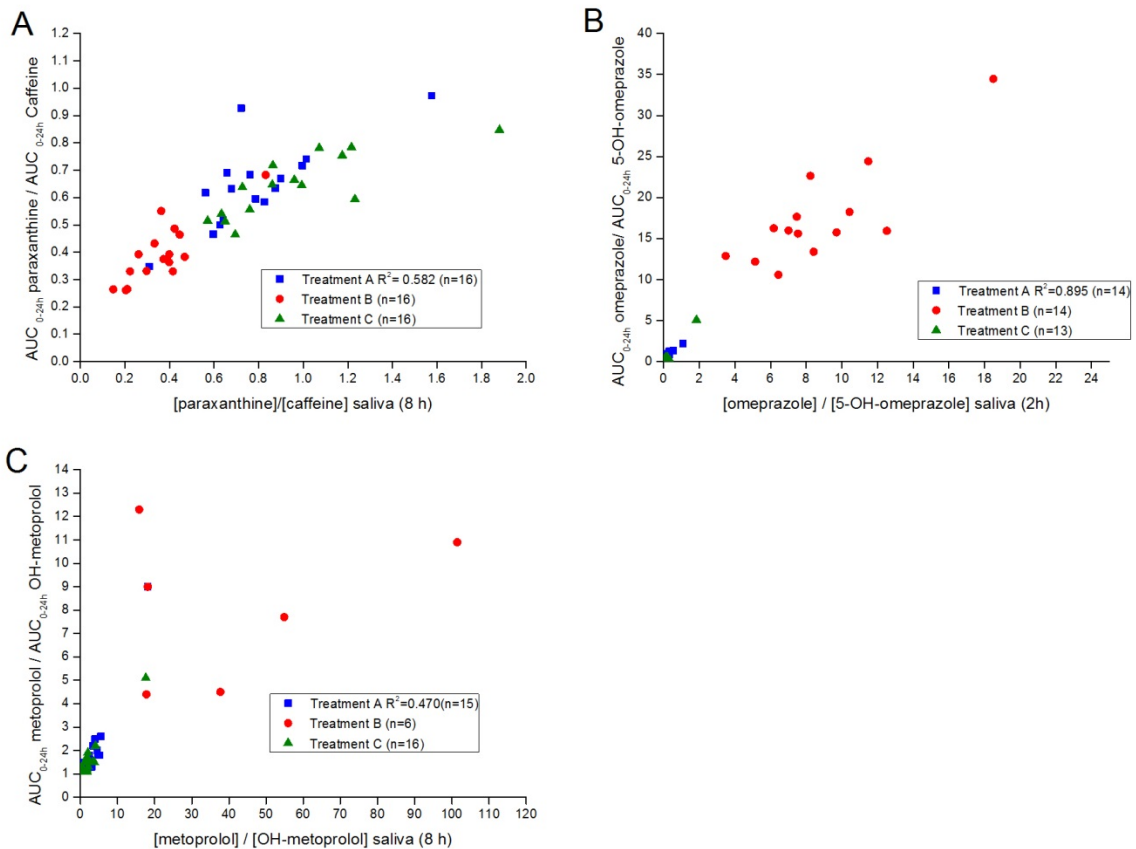 A
AUC 0-24h paraxanthine / AUC 0-24h Caffeine
1.2
1.1
1.0
0.9
0.8
0.7
0.6
0.5
0.4
0.3
0.2
0.1
0.0
Treatment A R²= 0.582 (n=16)
Treatment B (n=16)
Treatment C (n=16)
0.0 0.2 0.4 0.6 0.8 1.0 1.2 1.4 1.6 1.8 2.0
[paraxanthine]/[caffeine] saliva (8 h)
B
AUC0-24h omeprazole/ AUC0-24h 5-OH-omeprazole
40
35
30
25
20
15
10
5
0
Treatment A R²=0.895 (n=14)
Treatment B (n=14)
Treatment C (n=13)
0 2 4 6 8 10 12 14 16 18 20 22 24
[omeprazole] / [5-OH-omeprazole] saliva (2h)
C
AUC0-24h metoprolol / AUC0-24h OH-metoprolol
14
13
12
11
10
9
8
7
6
5
4
3
2
1
0
Treatment A R²=0.470(n=15)
Treatment B (n=6)
Treatment C (n=16)
0 10 20 30 40 50 60 70 80 90 100 110 120
[metoprolol] / [OH-metoprolol] saliva (8 h)